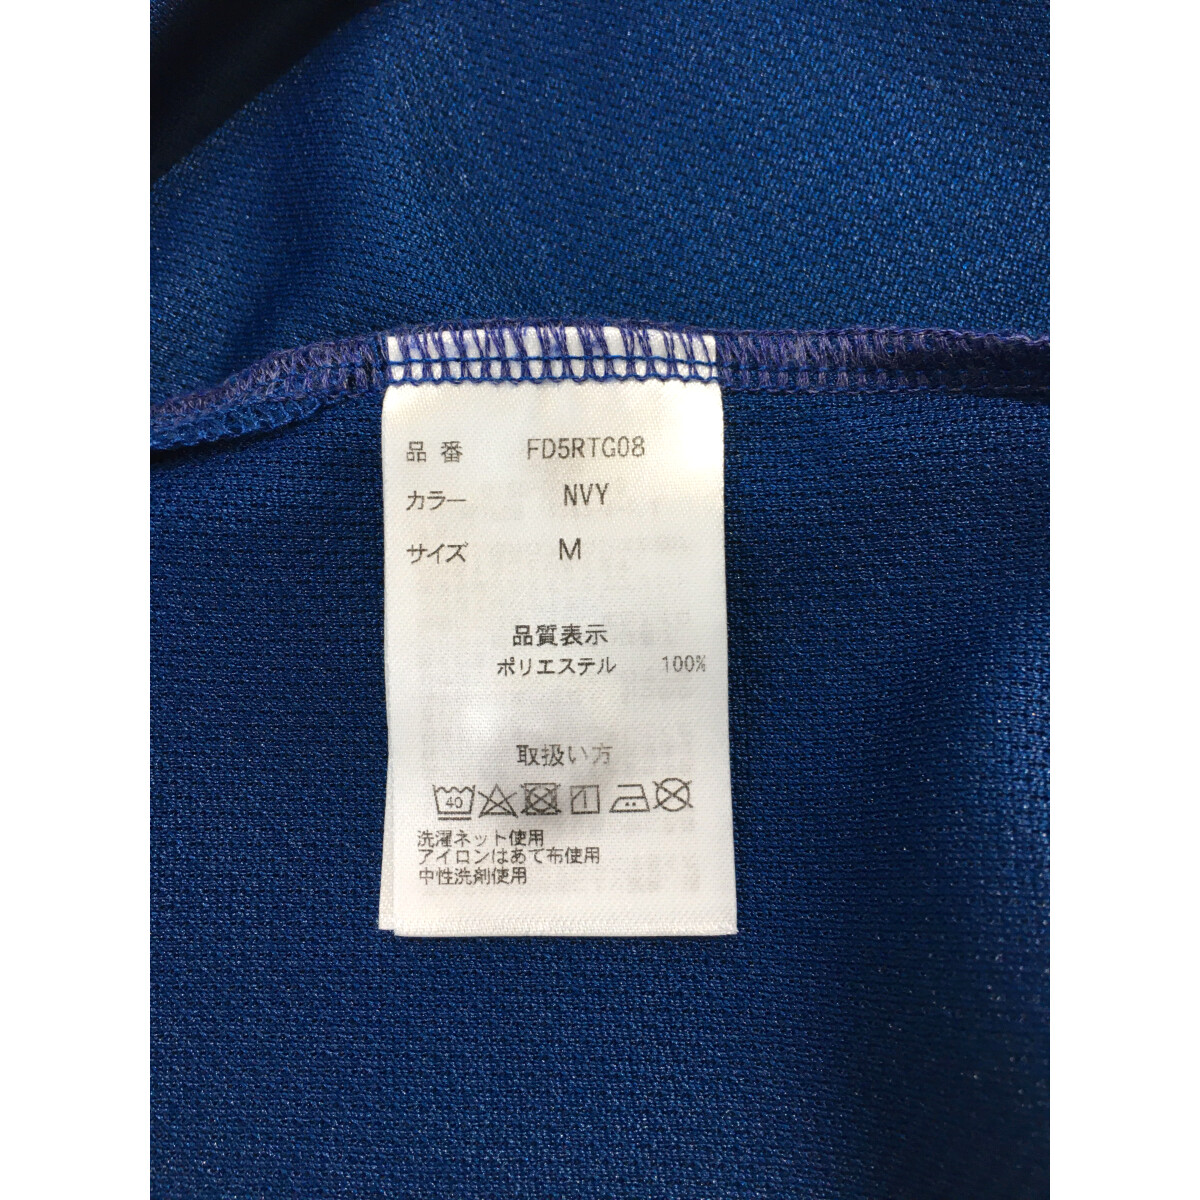 品番 FD5RTG08
カラー NVY
サイズ M
品質表示
ポリエステル 100%
取扱い方
40
洗濯ネット使用
アイロンはあて布使用
中性洗剤使用